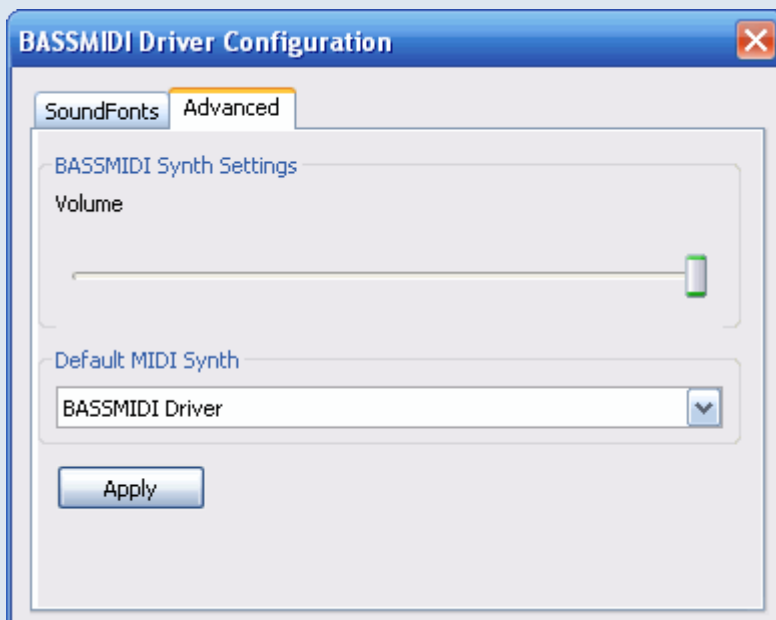 BASSMIDI Driver Configuration
SoundFonts Advanced
BASSMIDI Synth Settings
Volume
Default MIDI Synth
BASSMIDI Driver
Apply